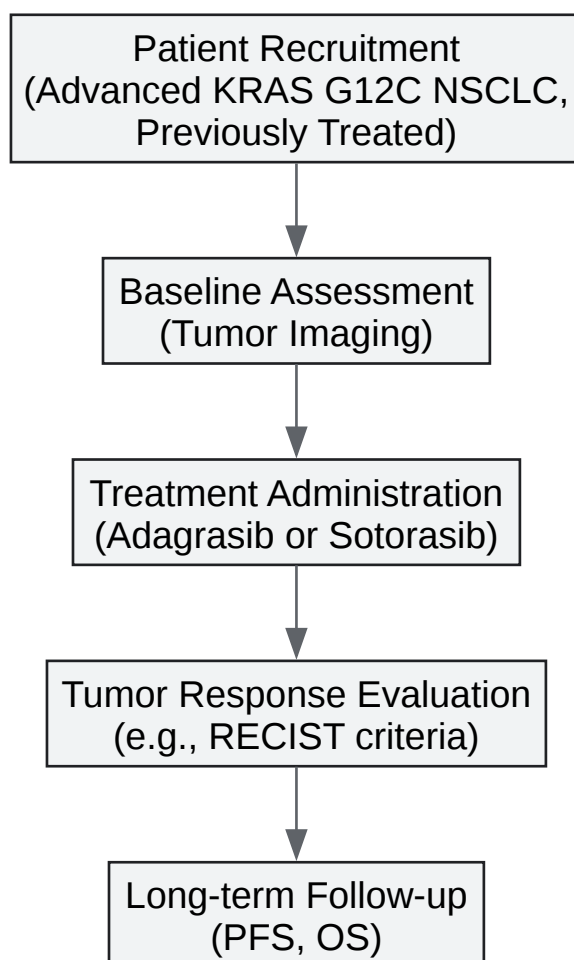 Patient Recruitment
(Advanced KRAS G12C NSCLC,
Previously Treated)
Baseline Assessment
(Tumor Imaging)
Treatment Administration
(Adagrasib or Sotorasib)
Tumor Response Evaluation
(e.g., RECIST criteria)
Long-term Follow-up
(PFS, OS)